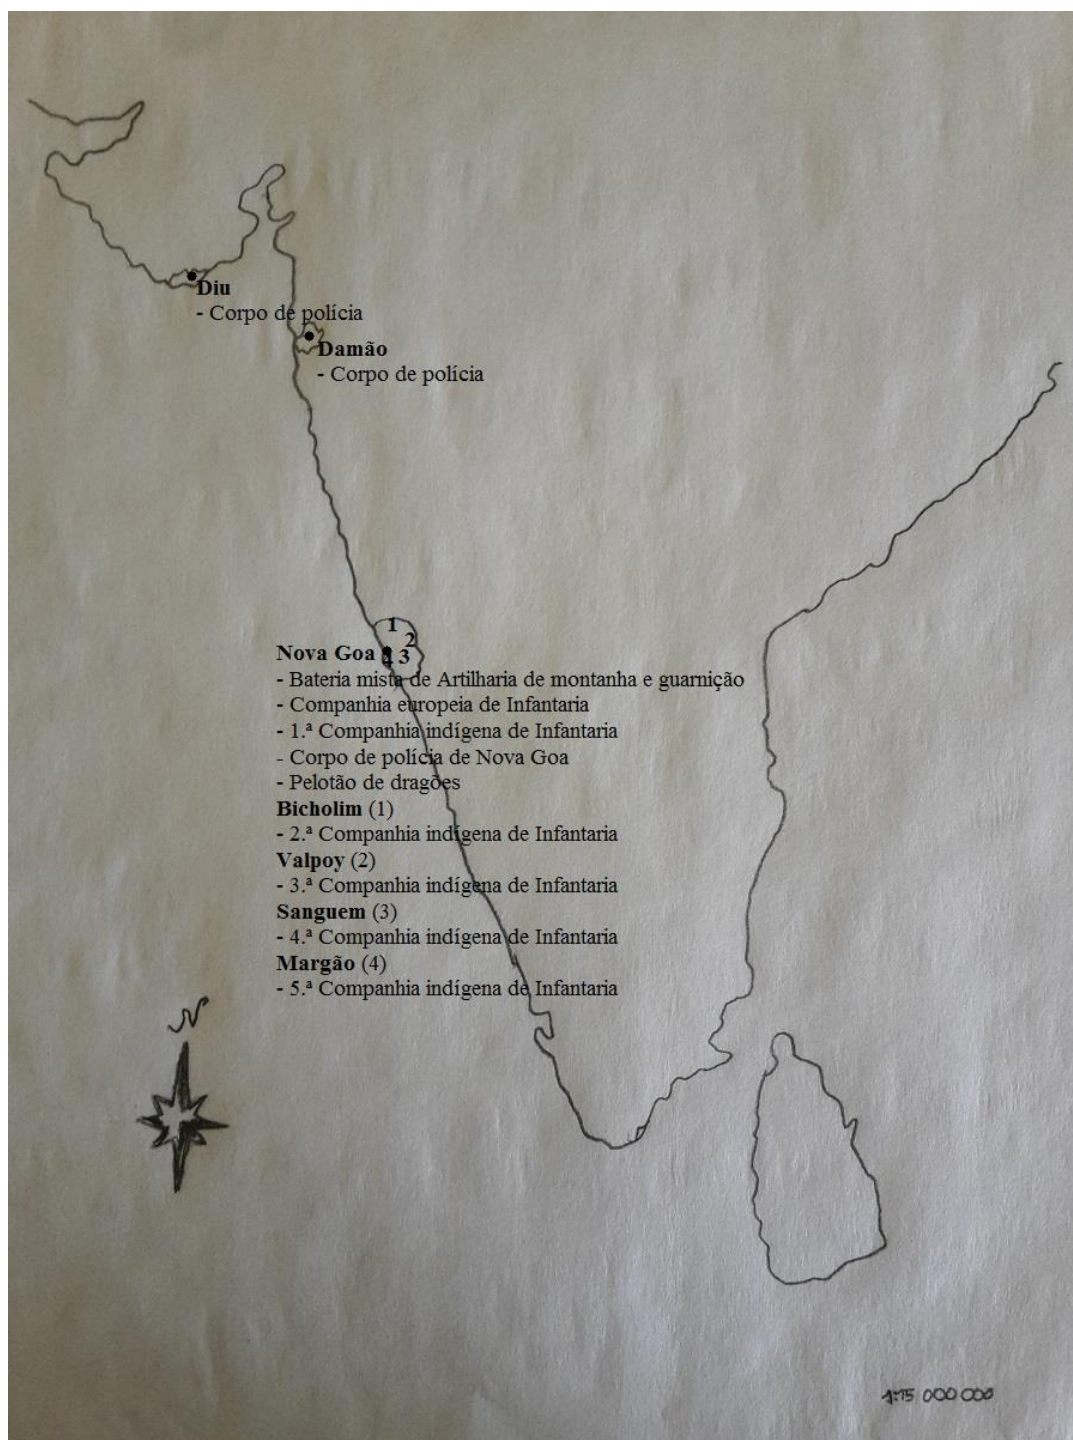 Diu
- Corpo de polícia
Damão
- Corpo de polícia
1
2
Nova Goa 4 3
- Bateria mista de Artilharia de montanha e guarnição
- Companhia europeia de Infantaria
- 1.ª Companhia indígena de Infantaria
- Corpo de polícia de Nova Goa
- Pelotão de dragões
Bicholim (1)
- 2.ª Companhia indígena de Infantaria
Valpoy (2)
- 3.ª Companhia indígena de Infantaria
Sanguem (3)
- 4.ª Companhia indígena de Infantaria
Margão (4)
- 5.ª Companhia indígena de Infantaria
N
1:15 000 000